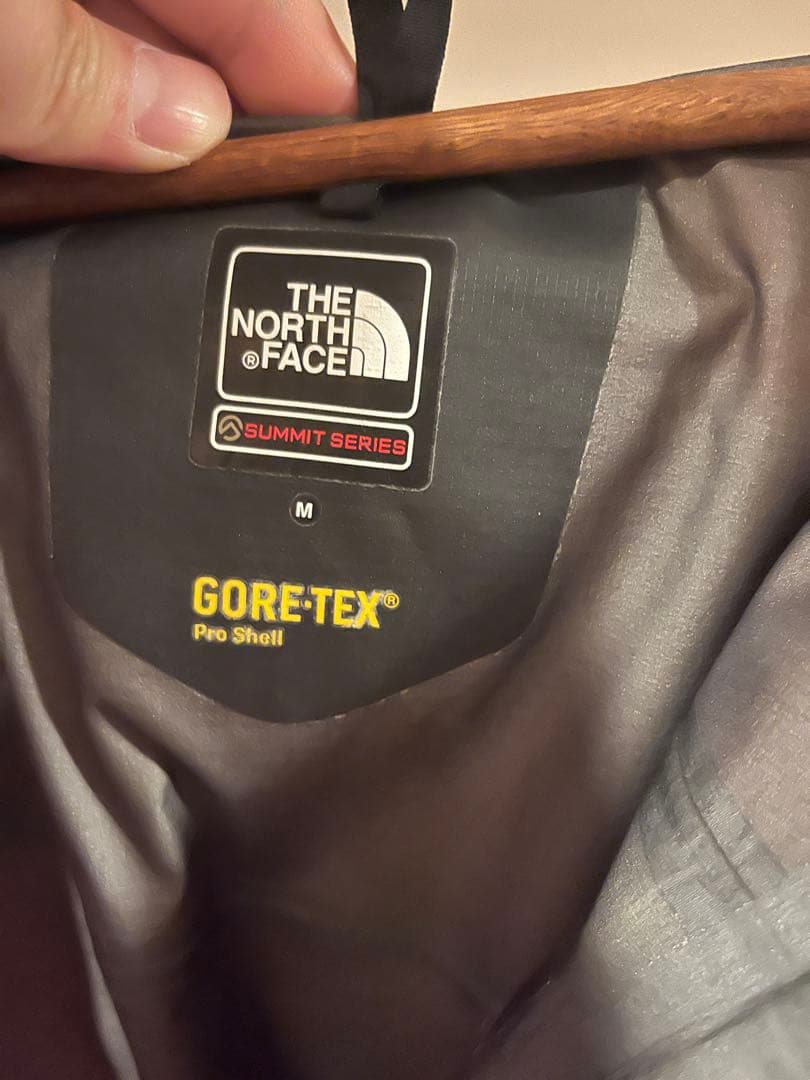 THE
NORTH
®FACE
SUMMIT SERIES
M
GORE-TEX®
Pro Shell